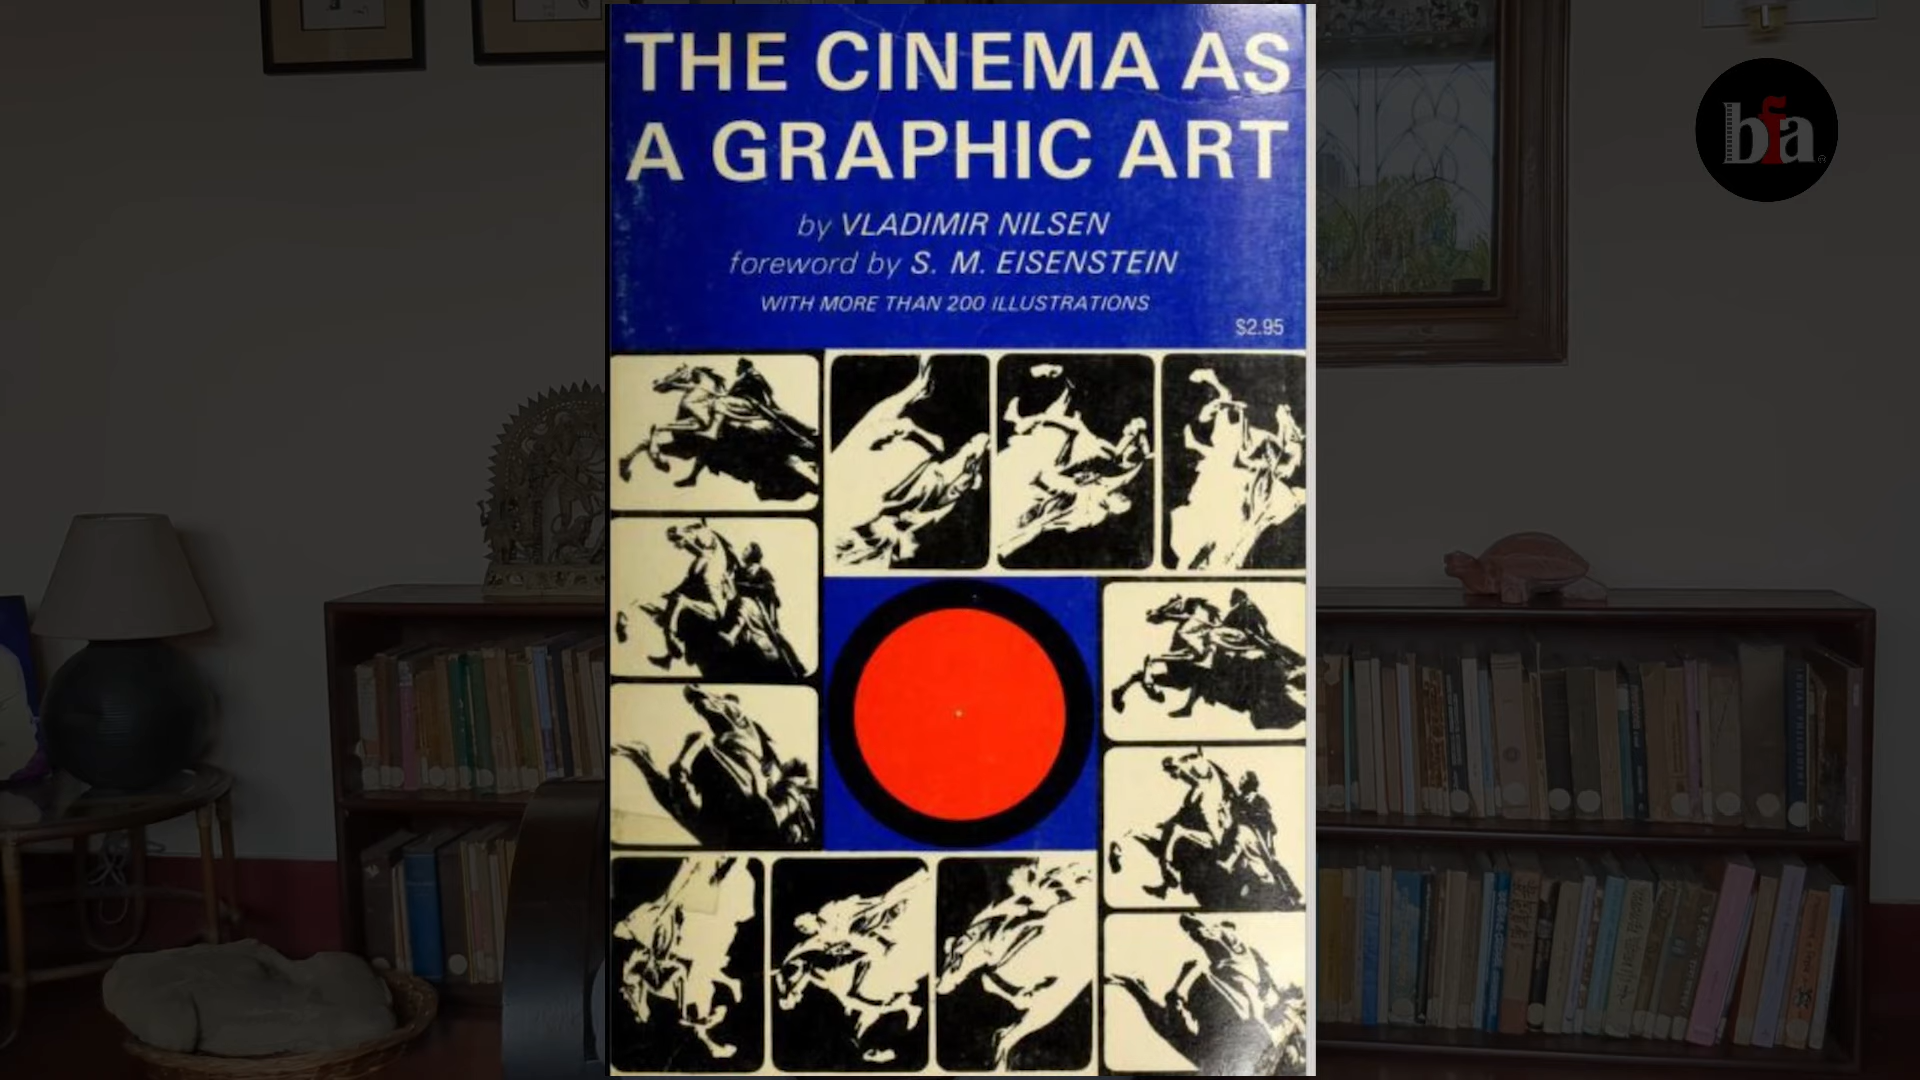 THE CINEMA AS
A GRAPHIC ART
by VLADIMIR NILSEN
foreword by S. M. EISENSTEIN
WITH MORE THAN 200 ILLUSTRATIONS
$2.95
bfa